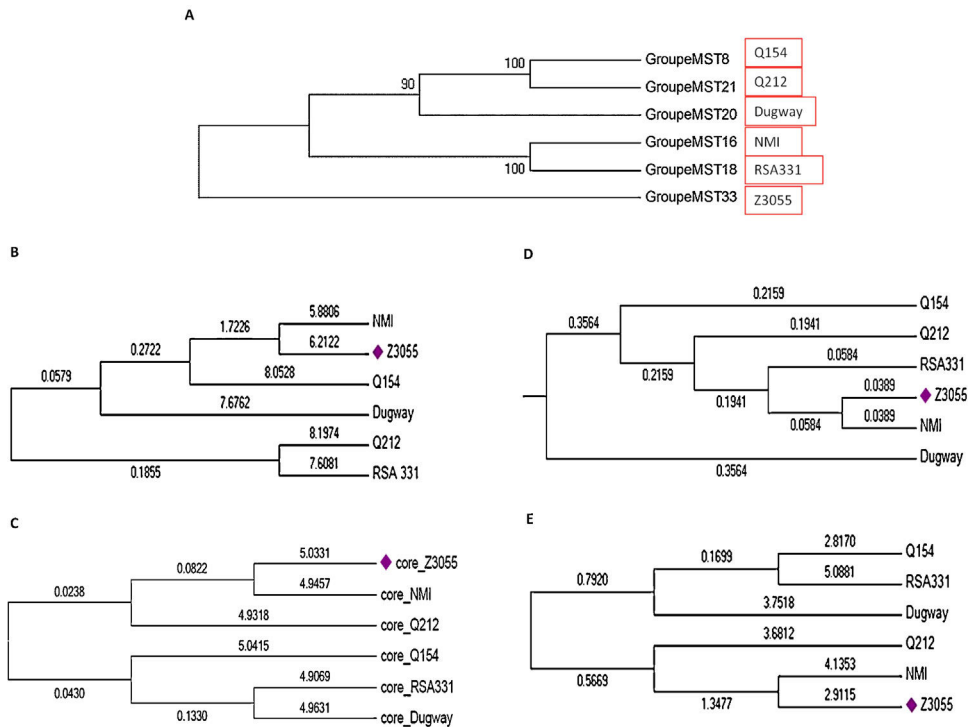 A
GroupeMST8 Q154
100
GroupeMST21 Q212
90
GroupeMST20 Dugway
GroupeMST16 NMI
100
GroupeMST18 RSA331
GroupeMST33 Z3055
B
5.8806
NMI
1.7226
6.2122
Z3055
0.2722
8.0528
Q154
0.0579
7.6762
Dugway
8.1974
Q212
0.1855
7.6081
RSA 331
D
0.2159
Q154
0.3564
0.1941
Q212
0.2159
0.0584
RSA331
0.1941
0.0389
Z3055
0.0584
0.0389
NMI
0.3564
Dugway
C
5.0331
core_Z3055
0.0822
4.9457
core_NMI
0.0238
4.9318
core_Q212
5.0415
core_Q154
0.0430
4.9069
core_RSA331
0.1330
4.9631
core_Dugway
E
2.8170
Q154
0.1699
5.0881
RSA331
0.7920
3.7518
Dugway
3.6812
Q212
0.5669
4.1353
NMI
1.3477
2.9115
Z3055